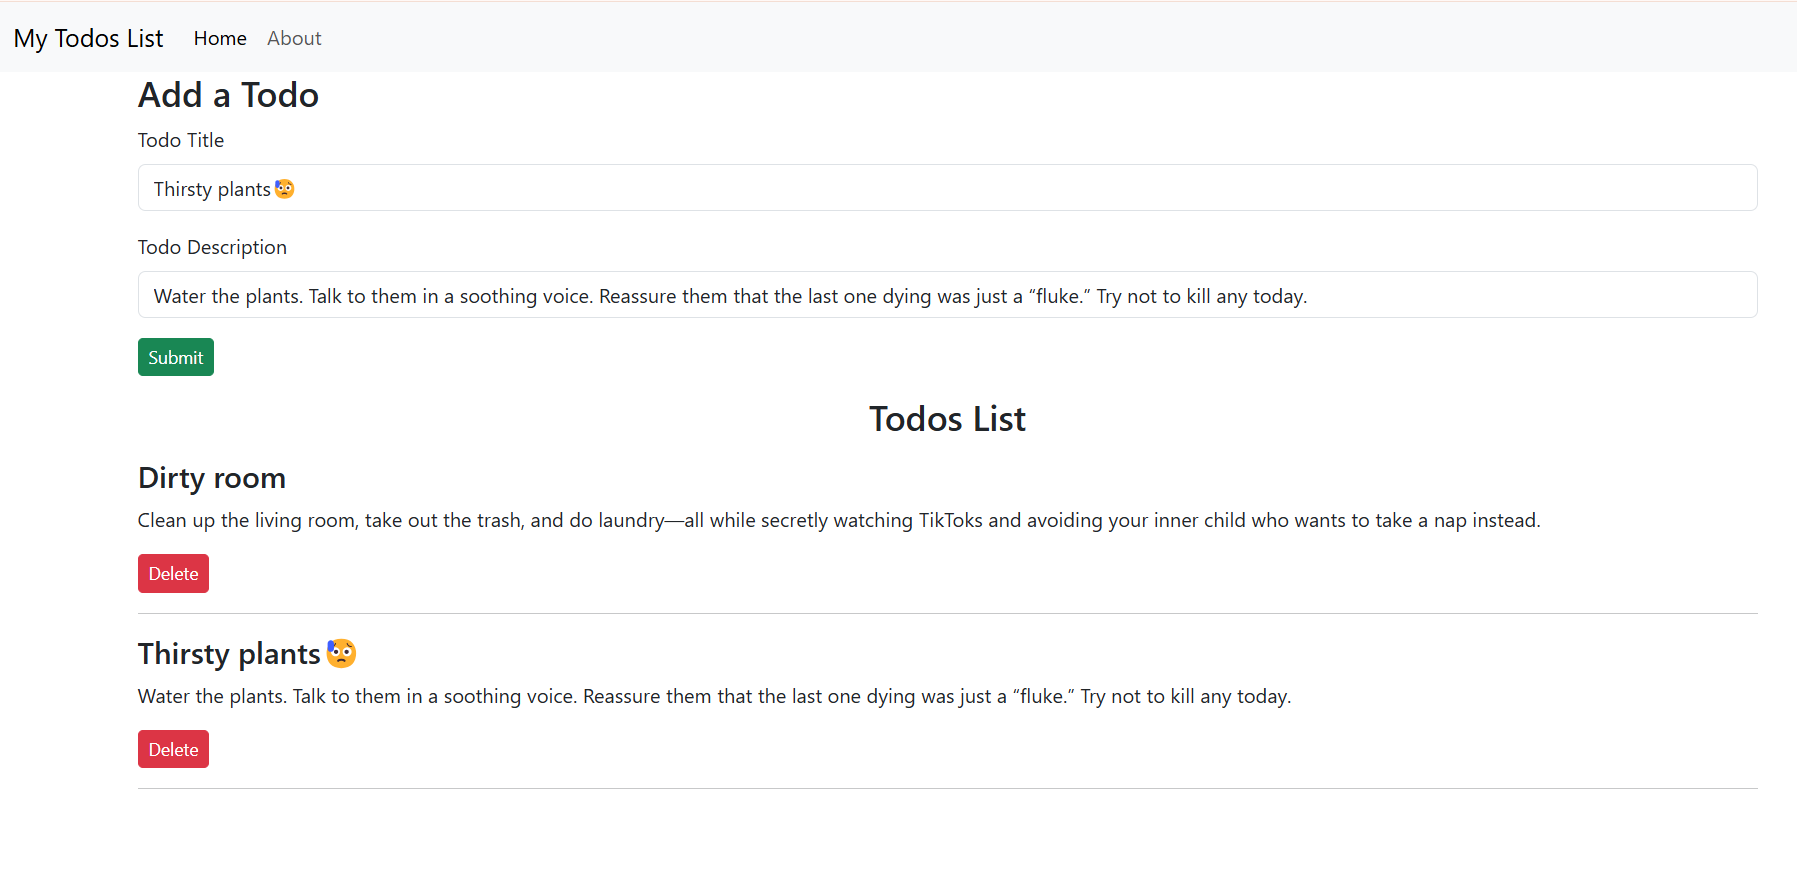 My Todos List Home About
Add a Todo
Todo Title
Thirsty plants😓
Todo Description
Water the plants. Talk to them in a soothing voice. Reassure them that the last one dying was just a “fluke.” Try not to kill any today.
Submit
Todos List
Dirty room
Clean up the living room, take out the trash, and do laundry—all while secretly watching TikToks and avoiding your inner child who wants to take a nap instead.
Delete
Thirsty plants😓
Water the plants. Talk to them in a soothing voice. Reassure them that the last one dying was just a “fluke.” Try not to kill any today.
Delete